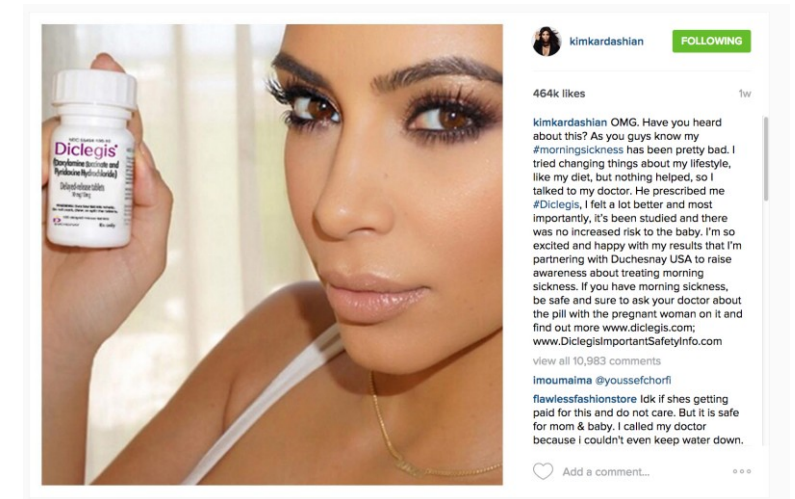 kimkardashian
FOLLOWING
464k likes
1w
kimkardashian OMG. Have you heard
about this? As you guys know my
#morningsickness has been pretty bad. I
tried changing things about my lifestyle,
like my diet, but nothing helped, so I
talked to my doctor. He prescribed me
#Diclegis, I felt a lot better and most
importantly, it's been studied and there
was no increased risk to the baby. I'm so
excited and happy with my results that I'm
partnering with Duchesnay USA to raise
awareness about treating morning
sickness. If you have morning sickness,
be safe and sure to ask your doctor about
the pill with the pregnant woman on it and
find out more www.diclegis.com;
www.DiclegisImportantSafetyInfo.com
view all 10,983 comments
imoumaima @youssefchorfi
flawlessfashionstore Idk if shes getting
paid for this and do not care. But it is safe
for mom & baby. I called my doctor
because i couldn't even keep water down.
Add a comment...
Diclegis
(doxylamine succinate and
pyridoxine hydrochloride)
Delayed-release tablets
Rx only